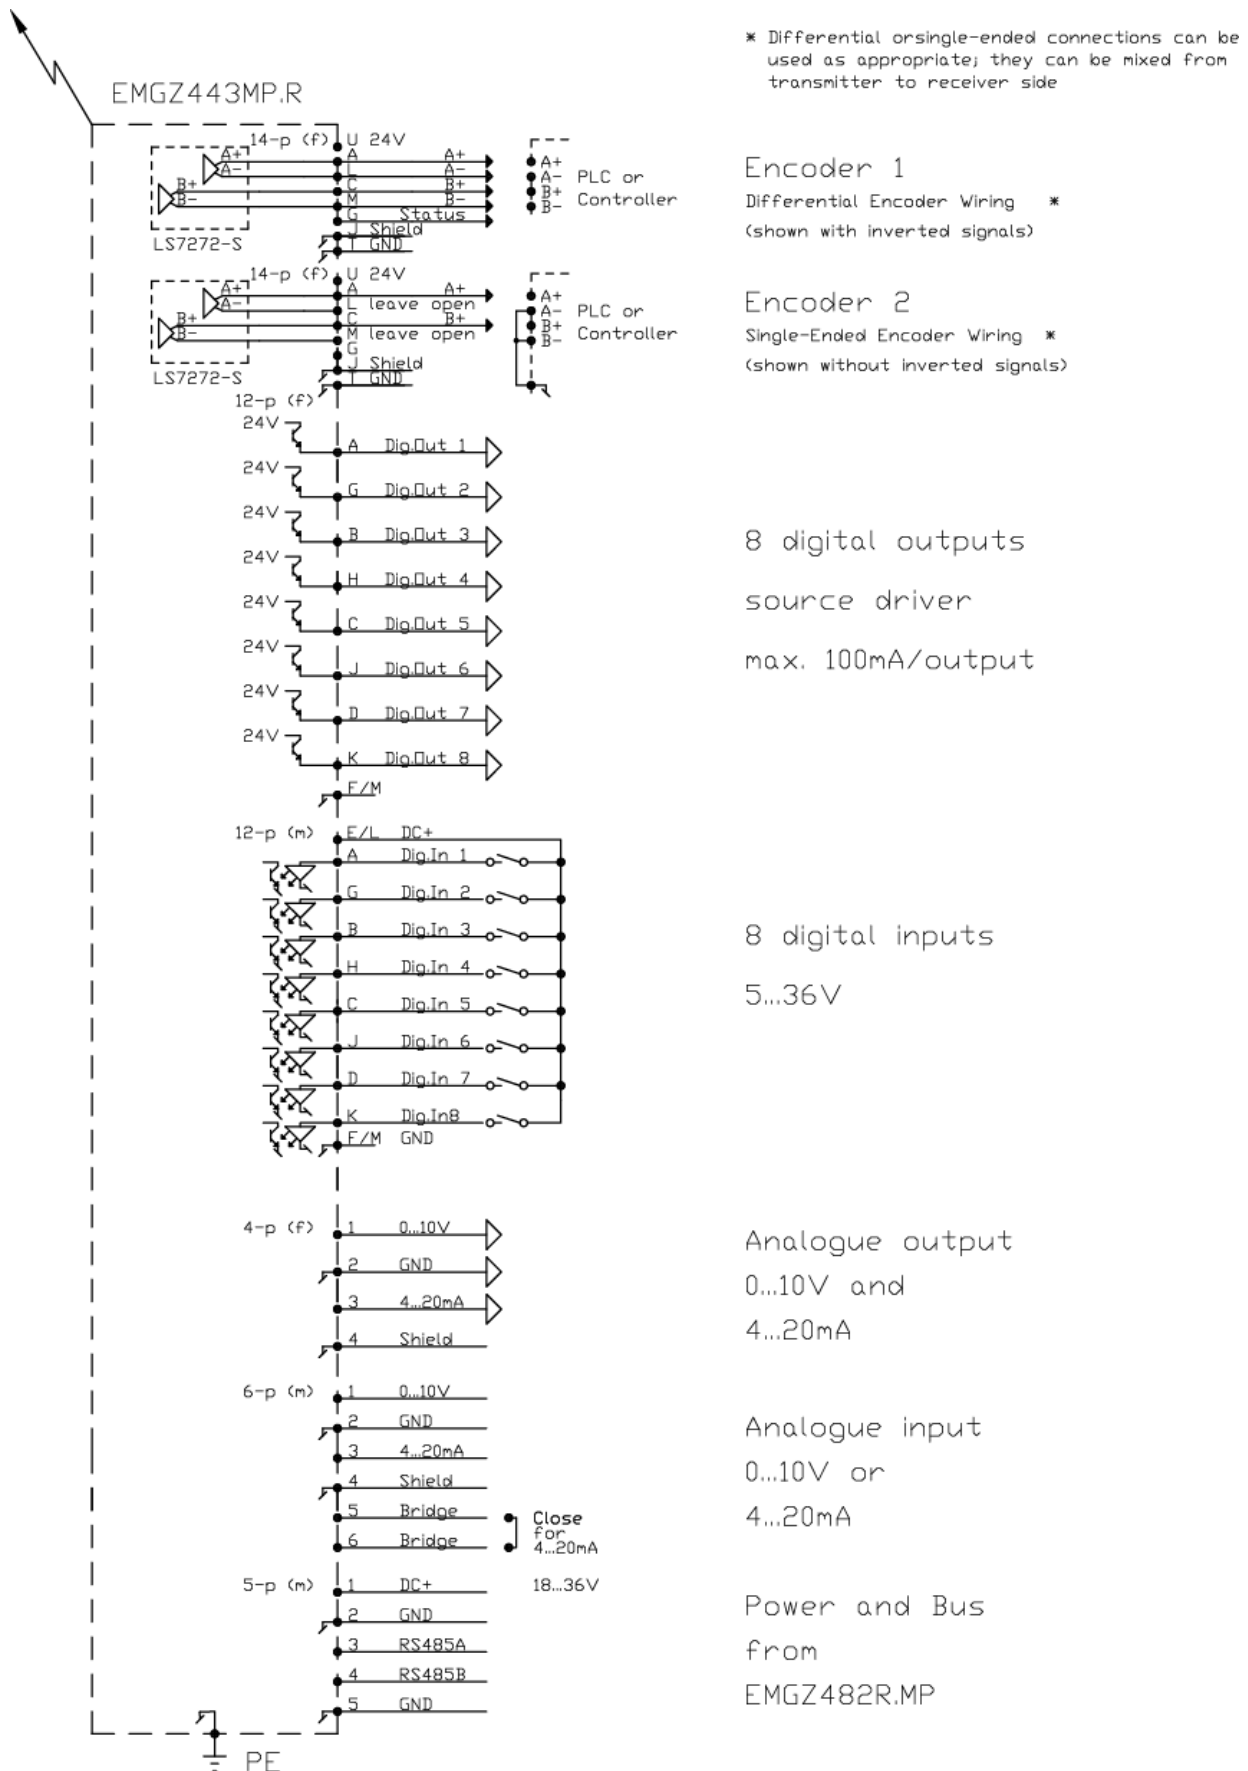 * Differential orsingle-ended connections can be
used as appropriate; they can be mixed from
transmitter to receiver side
EMGZ443MP.R
14-p (f) U 24V
A+ A A+ A+
A- L A- A- PLC or
B+ C B+ B+ Controller
B- M B- B-
G Status
J Shield
LS7272-S T GND
Encoder 1
Differential Encoder Wiring *
(shown with inverted signals)
14-p (f) U 24V
A+ A A+ A+
A- L leave open A- PLC or
B+ C B+ B+ Controller
B- M leave open B-
G
J Shield
LS7272-S T GND
Encoder 2
Single-Ended Encoder Wiring *
(shown without inverted signals)
12-p (f)
24V A Dig.Out 1
24V G Dig.Out 2
24V B Dig.Out 3
24V H Dig.Out 4
24V C Dig.Out 5
24V J Dig.Out 6
24V D Dig.Out 7
24V K Dig.Out 8
F/M
8 digital outputs
source driver
max. 100mA/output
12-p (m) E/L DC+
A Dig.In 1
G Dig.In 2
B Dig.In 3
H Dig.In 4
C Dig.In 5
J Dig.In 6
D Dig.In 7
K Dig.In8
F/M GND
8 digital inputs
5...36V
4-p (f) 1 0...10V
2 GND
3 4...20mA
4 Shield
Analogue output
0...10V and
4...20mA
6-p (m) 1 0...10V
2 GND
3 4...20mA
4 Shield
5 Bridge
6 Bridge
Close
for
4...20mA
Analogue input
0...10V or
4...20mA
5-p (m) 1 DC+ 18...36V
2 GND
3 RS485A
4 RS485B
5 GND
Power and Bus
from
EMGZ482R.MP
PE